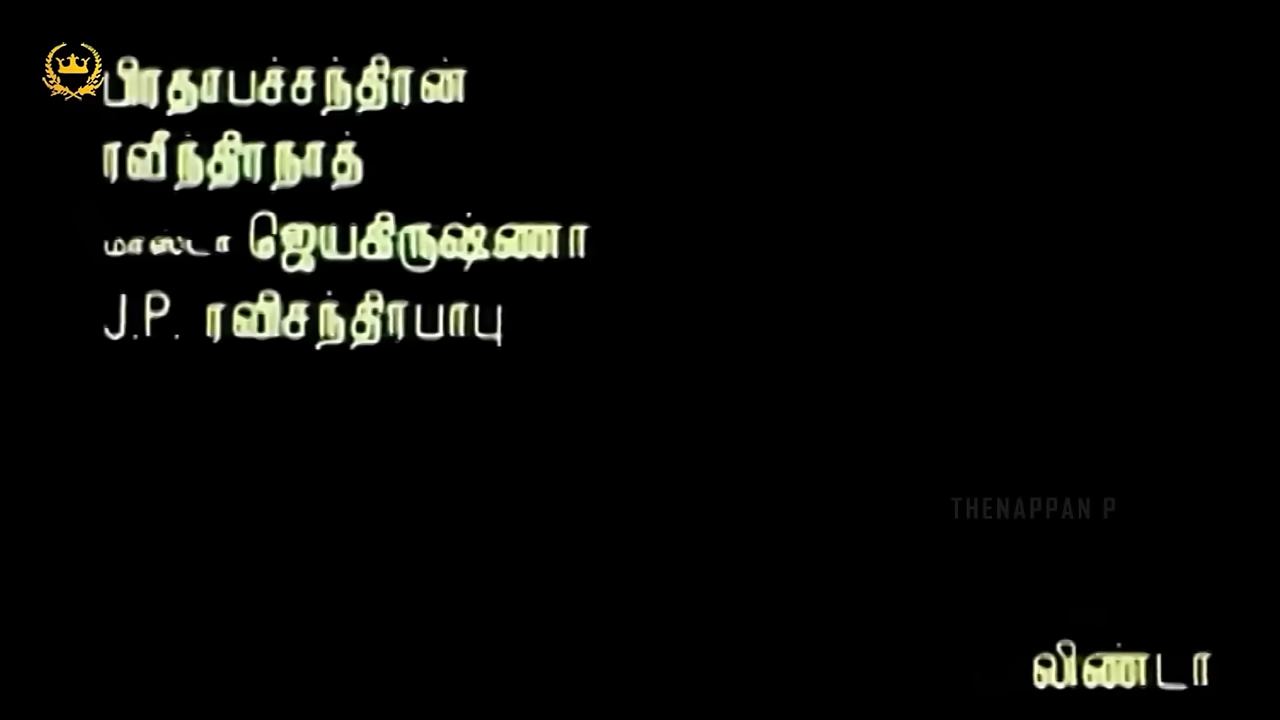 பிரதாபச்சந்திரன்
ரவீந்திரநாத்
மாஸ்டர் ஜெயகிருஷ்ணா
J.P. ரவிசந்திரபாபு
THENAPPAN P
லிண்டா